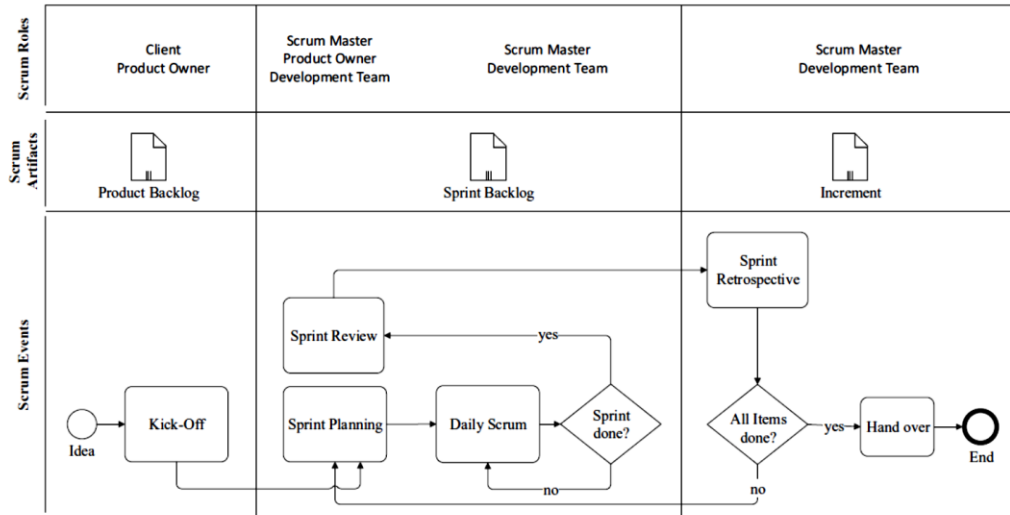 Scrum Roles
Client
Product Owner
Scrum Master
Product Owner
Development Team
Scrum Master
Development Team
Scrum Master
Development Team
Scrum
Artifacts
Product Backlog
Sprint Backlog
Increment
Scrum Events
Idea
Kick-Off
Sprint Review
Sprint Planning
Daily Scrum
Sprint
done?
yes
no
Sprint
Retrospective
All Items
done?
yes
no
Hand over
End